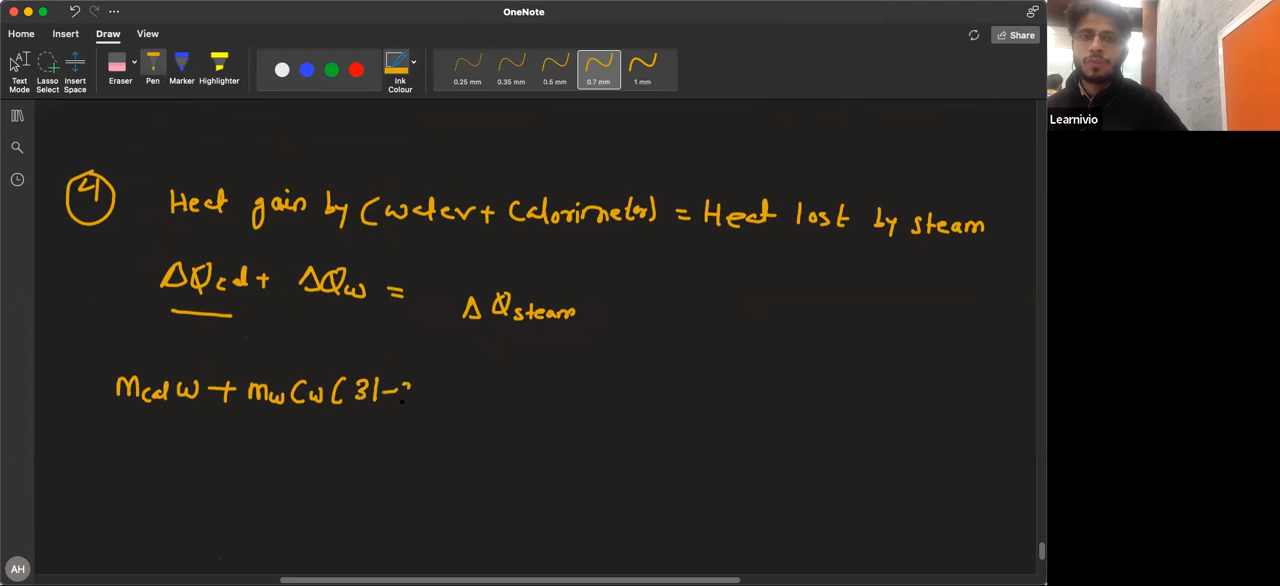 OneNote
Home Insert Draw View
Share
Text Mode
Lasso Select
Insert Space
Eraser
Pen
Marker
Highlighter
Ink Colour
0.25 mm
0.35 mm
0.5 mm
0.7 mm
1 mm
Learnivio
4 Heat gain by (water + Calorimeter) = Heat lost by steam
ΔQcal + ΔQw = ΔQsteam
Mcal w + mw Cw ( 31 -
AH